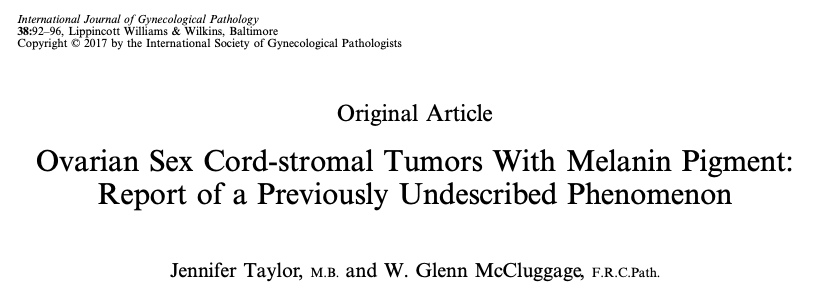 International Journal of Gynecological Pathology
38:92–96, Lippincott Williams & Wilkins, Baltimore
Copyright © 2017 by the International Society of Gynecological Pathologists
Original Article
Ovarian Sex Cord-stromal Tumors With Melanin Pigment:
Report of a Previously Undescribed Phenomenon
Jennifer Taylor, M.B. and W. Glenn McCluggage, F.R.C.Path.